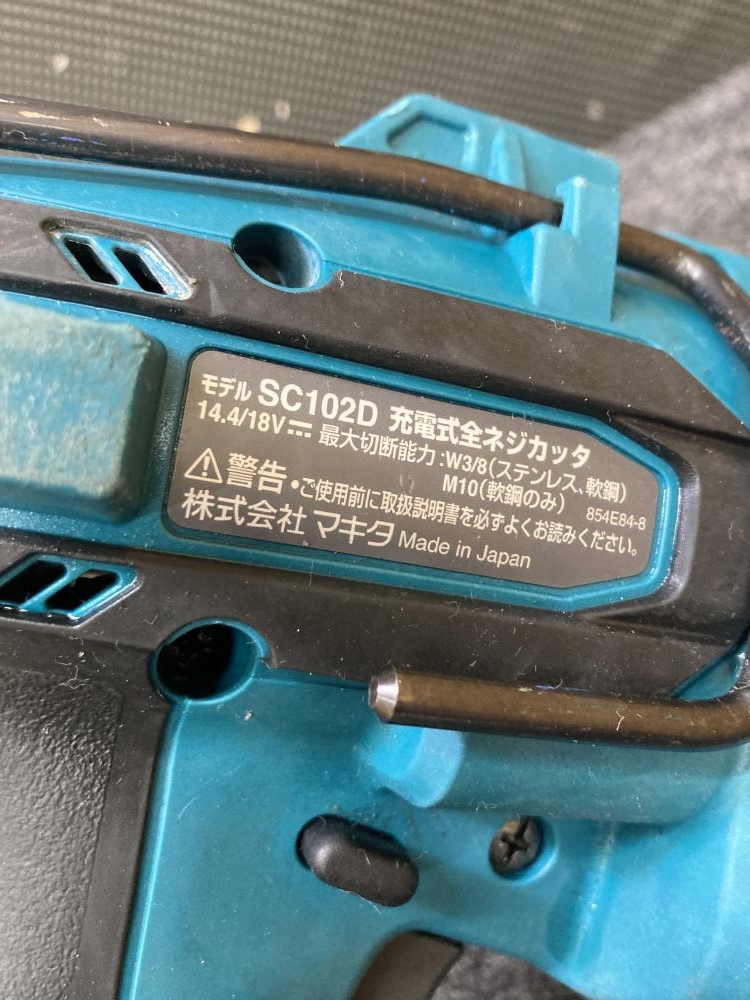 モデル SC102D 充電式全ネジカッタ
14.4/18V⎓ 最大切断能力:W3/8(ステンレス、軟鋼)
M10(軟鋼のみ) 854E84-8
⚠警告 •ご使用前に取扱説明書を必ずよくお読みください。
株式会社 マキタ Made in Japan